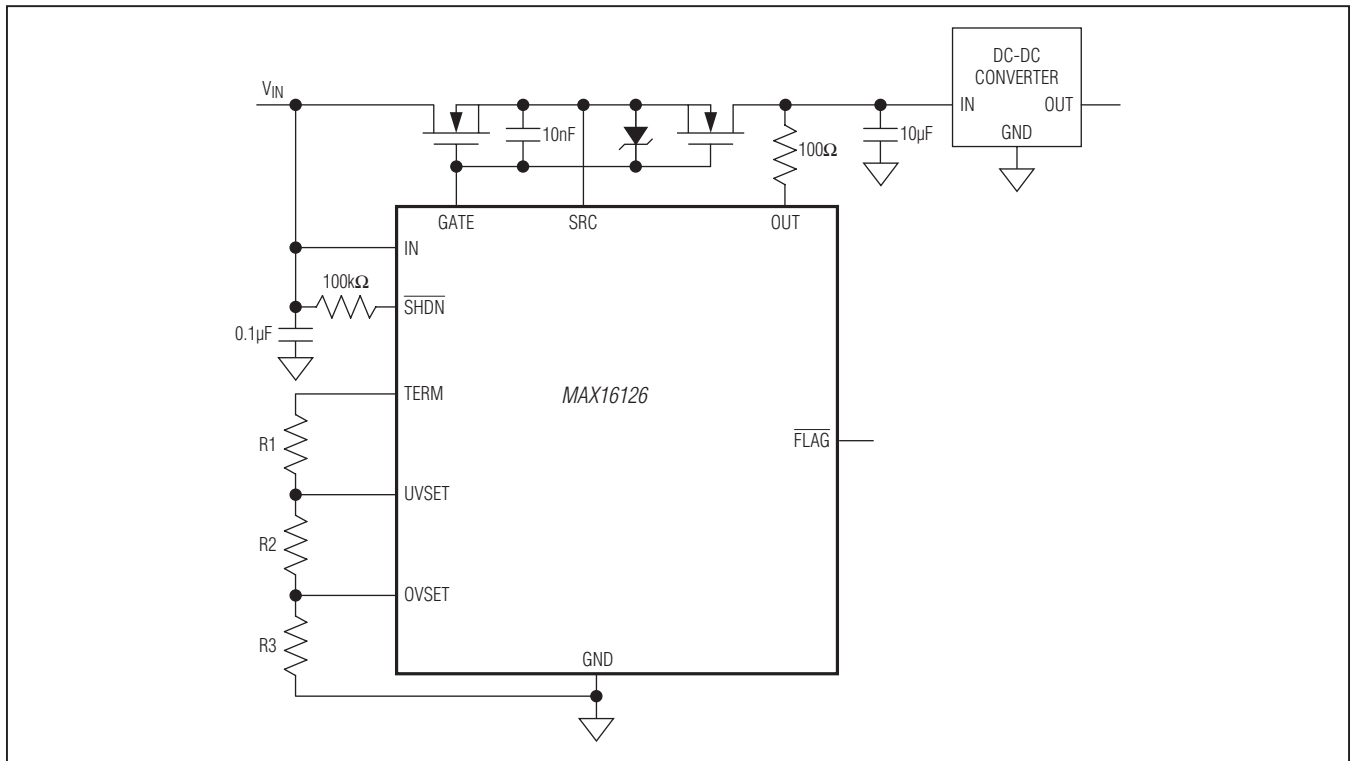 DC-DC
CONVERTER
V_IN
IN
OUT
GND
10nF
100Ω
10µF
GATE
SRC
OUT
IN
100kΩ
SHDN
0.1µF
TERM
MAX16126
R1
FLAG
UVSET
R2
OVSET
R3
GND